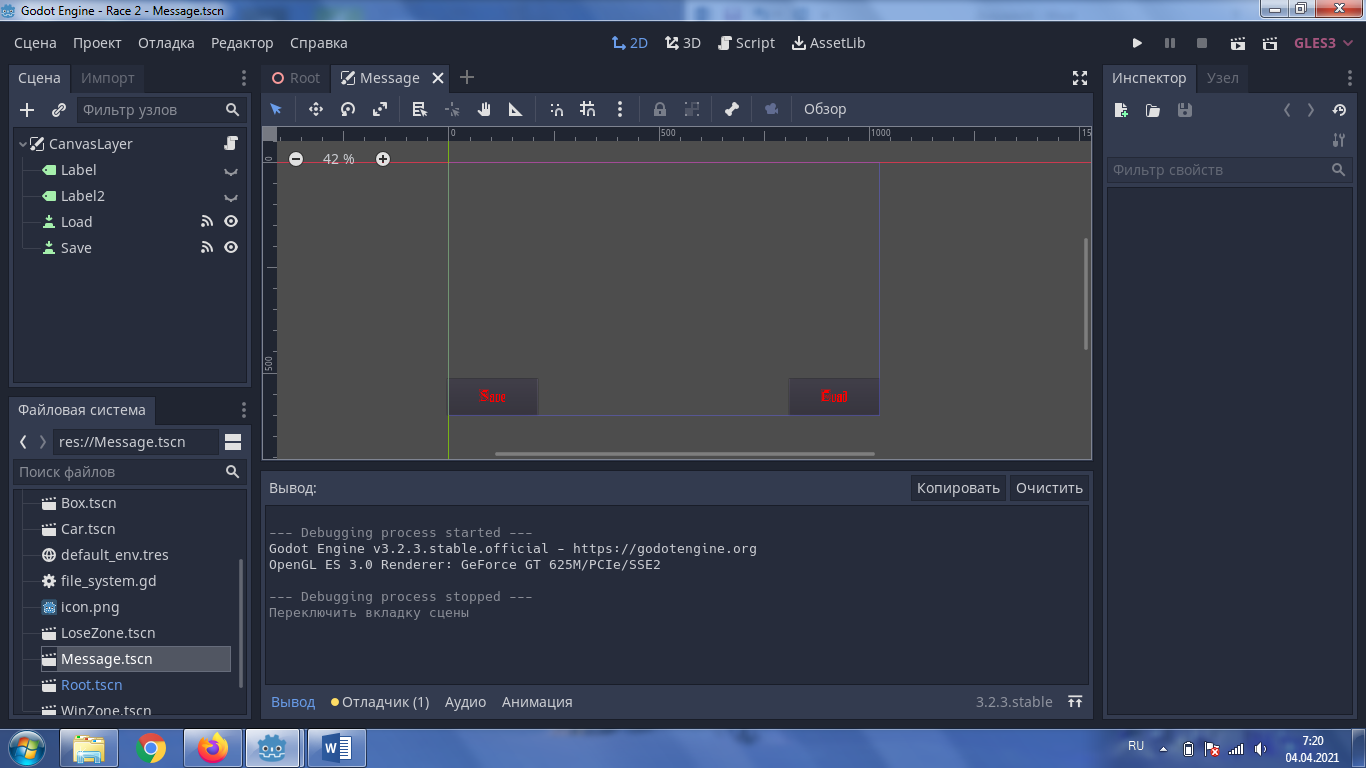 Godot Engine - Race 2 - Message.tscn
Сцена Проект Отладка Редактор Справка 2D 3D Script AssetLib GLES3
Сцена Импорт Root Message Инспектор Узел
Фильтр узлов Обзор
CanvasLayer
0 500 1000 15
42 %
Label
Фильтр свойств
Label2
Load
Save
500
Файловая система
res://Message.tscn
Поиск файлов
Вывод: Копировать Очистить
Box.tscn
Car.tscn
default_env.tres
file_system.gd
icon.png
LoseZone.tscn
Message.tscn
Root.tscn
WinZone.tscn
--- Debugging process started ---
Godot Engine v3.2.3.stable.official - https://godotengine.org
OpenGL ES 3.0 Renderer: GeForce GT 625M/PCIe/SSE2
--- Debugging process stopped ---
Переключить вкладку сцены
Вывод Отладчик (1) Аудио Анимация 3.2.3.stable
RU 7:20
04.04.2021